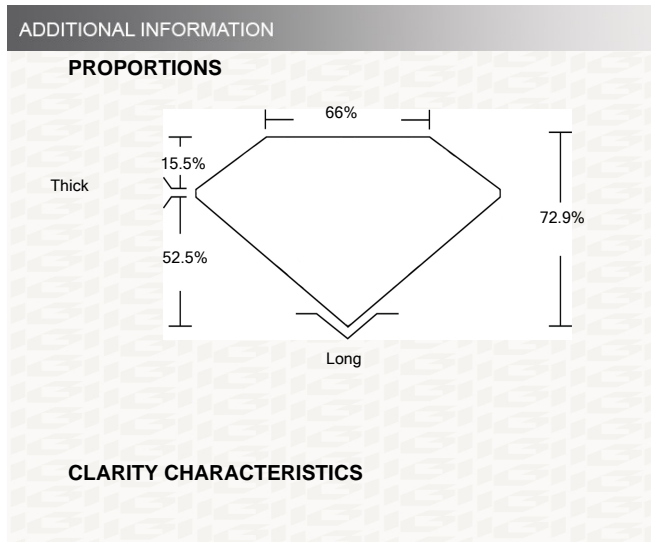 ADDITIONAL INFORMATION
PROPORTIONS
66%
15.5%
Thick
72.9%
52.5%
Long
CLARITY CHARACTERISTICS